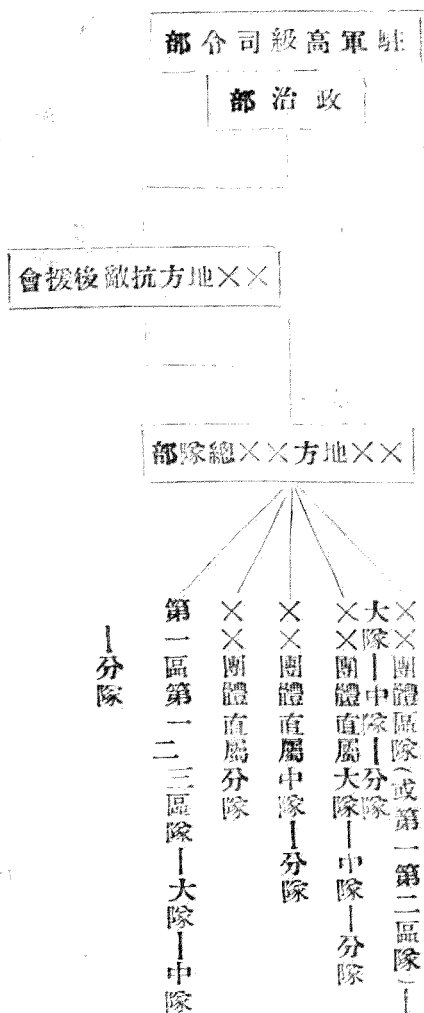 駐軍高級司令部
政治部
××地方抗敵後援會
××地方××總隊部
××團體區隊(或第一第二區隊)—
大隊—中隊—分隊
××團體直屬大隊—中隊—分隊
××團體直屬中隊—分隊
××團體直屬分隊
第一區第一二三區隊—大隊—中隊
—分隊